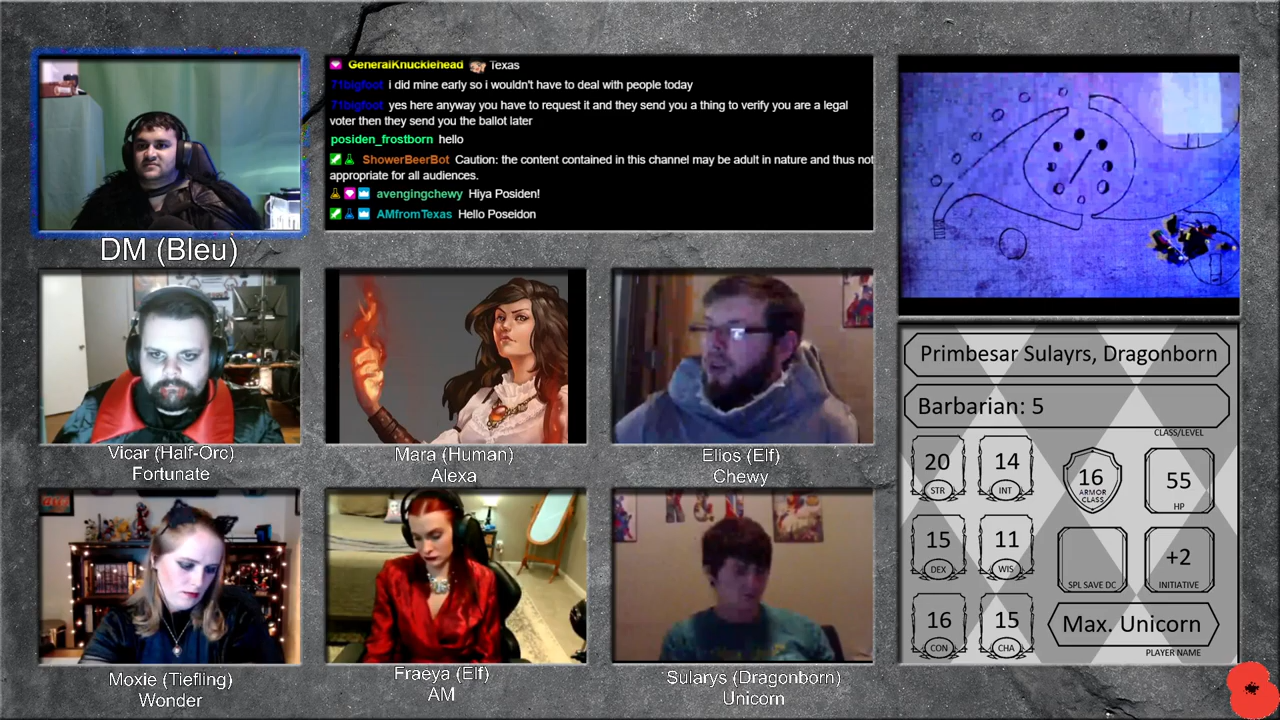 GeneralKnucklehead Texas
71bigfoot i did mine early so i wouldn't have to deal with people today
71bigfoot yes here anyway you have to request it and they send you a thing to verify you are a legal
voter then they send you the ballot later
posiden_frostborn hello
ShowerBeerBot Caution: the content contained in this channel may be adult in nature and thus not
appropriate for all audiences.
avengingchewy Hiya Posiden!
AMfromTexas Hello Poseidon
DM (Bleu)
Vicar (Half-Orc)
Fortunate
Mara (Human)
Alexa
Elios (Elf)
Chewy
Moxie (Tiefling)
Wonder
Fraeya (Elf)
AM
Sularys (Dragonborn)
Unicorn
Primbesar Sulayrs, Dragonborn
Barbarian: 5
CLASS/LEVEL
20
STR
14
INT
16
ARMOR
CLASS
55
HP
15
DEX
11
WIS
SPL SAVE DC
+2
INITIATIVE
16
CON
15
CHA
Max. Unicorn
PLAYER NAME